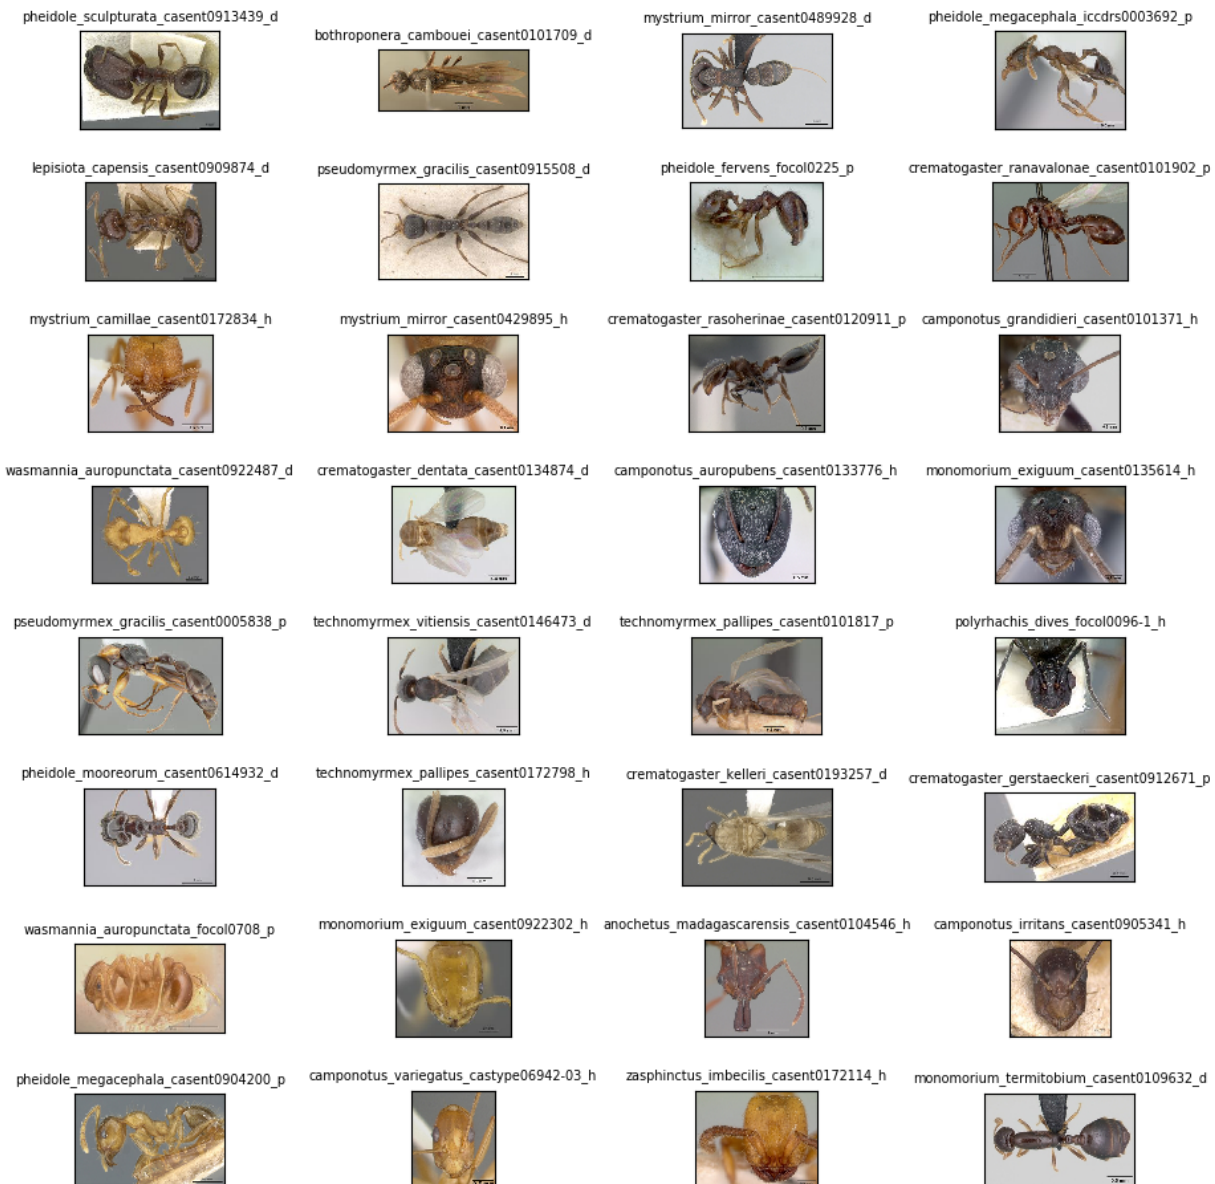 pheidole_sculpturata_casent0913439_d
bothroponera_cambouei_casent0101709_d
mystrium_mirror_casent0489928_d
pheidole_megacephala_iccdrs0003692_p
lepisiota_capensis_casent0909874_d
pseudomyrmex_gracilis_casent0915508_d
pheidole_fervens_focol0225_p
crematogaster_ranavalonae_casent0101902_p
mystrium_camillae_casent0172834_h
mystrium_mirror_casent0429895_h
crematogaster_rasoherinae_casent0120911_p
camponotus_grandidieri_casent0101371_h
wasmannia_auropunctata_casent0922487_d
crematogaster_dentata_casent0134874_d
camponotus_auropubens_casent0133776_h
monomorium_exiguum_casent0135614_h
pseudomyrmex_gracilis_casent0005838_p
technomyrmex_vitiensis_casent0146473_d
technomyrmex_pallipes_casent0101817_p
polyrhachis_dives_focol0096-1_h
pheidole_mooreorum_casent0614932_d
technomyrmex_pallipes_casent0172798_h
crematogaster_kelleri_casent0193257_d
crematogaster_gerstaeckeri_casent0912671_p
wasmannia_auropunctata_focol0708_p
monomorium_exiguum_casent0922302_h
anochetus_madagascarensis_casent0104546_h
camponotus_irritans_casent0905341_h
pheidole_megacephala_casent0904200_p
camponotus_variegatus_castype06942-03_h
zasphinctus_imbecilis_casent0172114_h
monomorium_termitobium_casent0109632_d